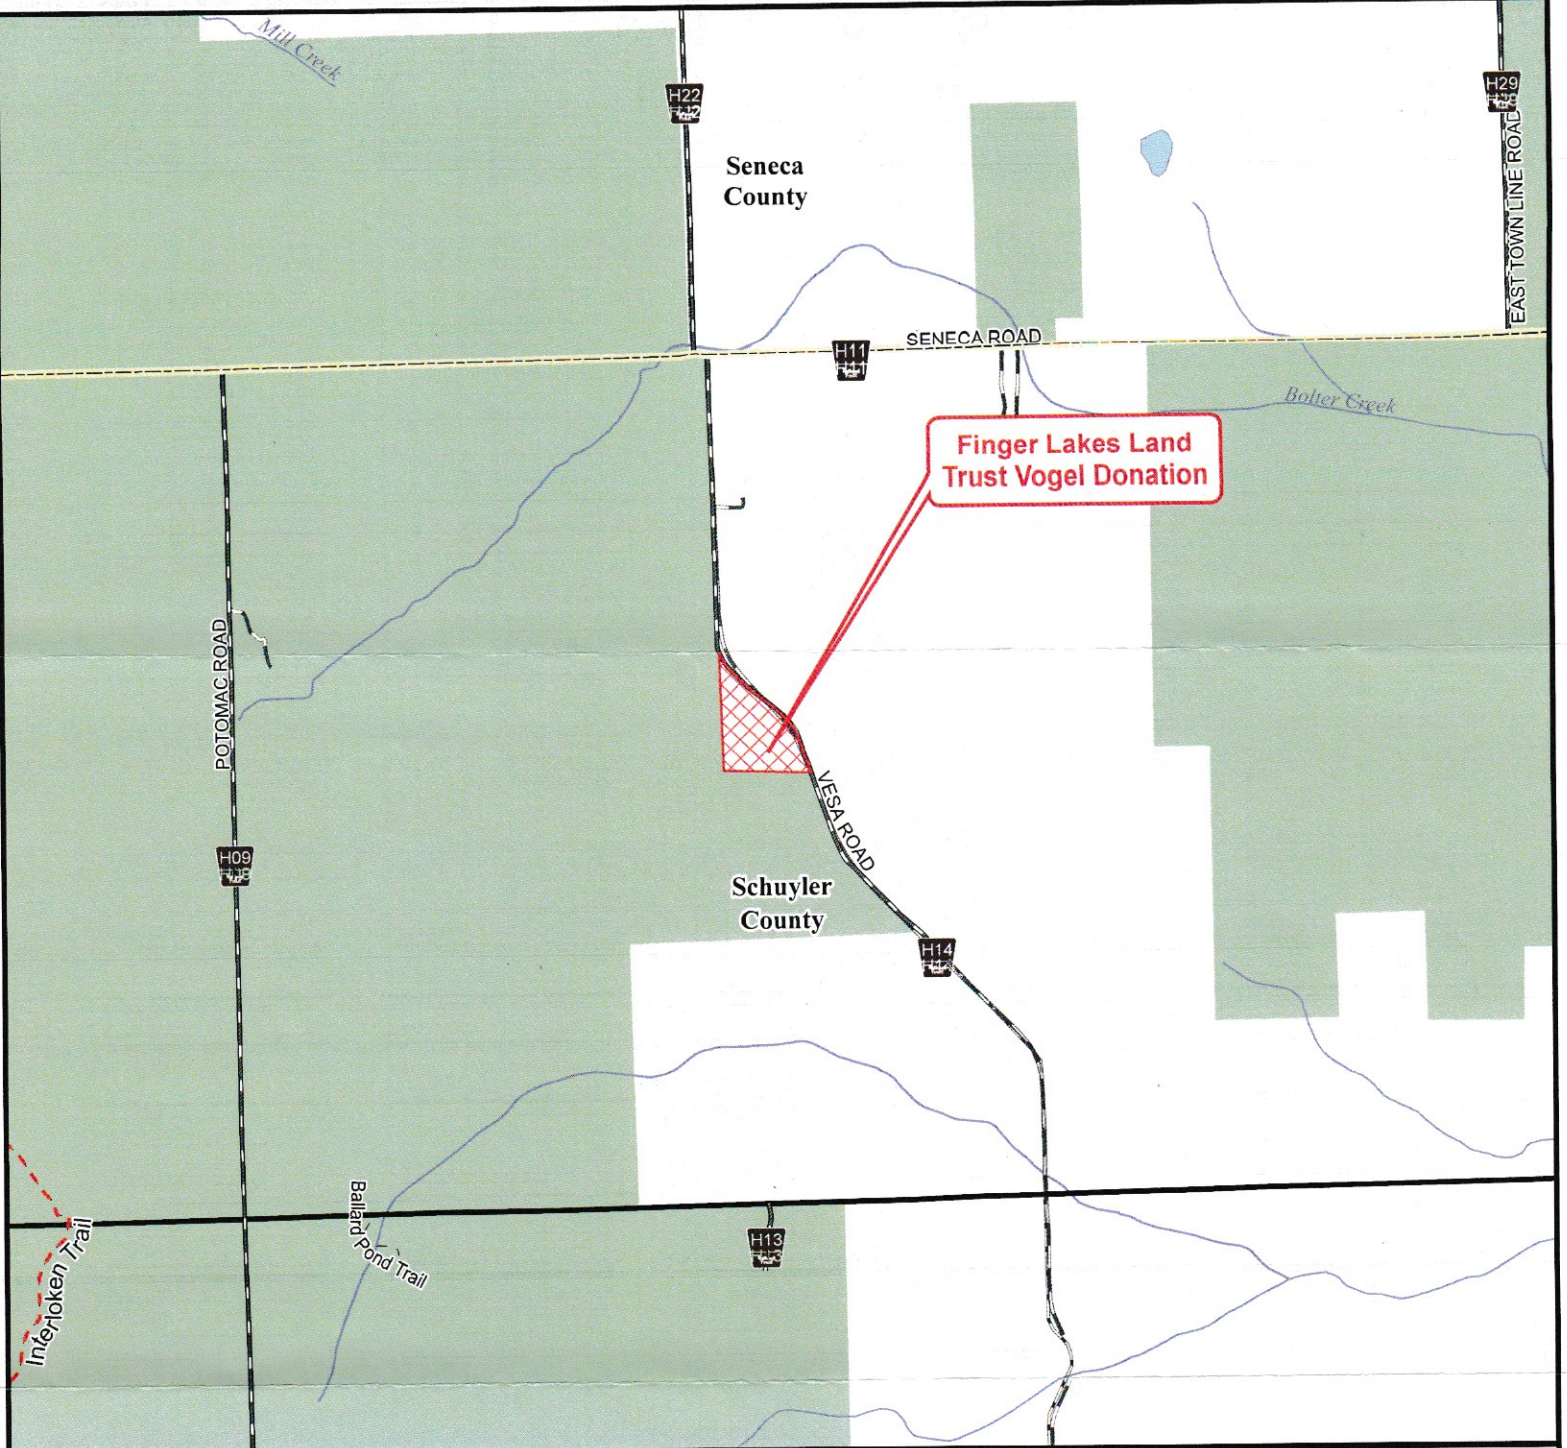 Mill Creek
H22
H29
Seneca
County
EAST TOWN LINE ROAD
SENECA ROAD
H11
Bolter Creek
Finger Lakes Land
Trust Vogel Donation
POTOMAC ROAD
VESA ROAD
H09
Schuyler
County
H14
Ballard Pond Trail
Interloken Trail
H13